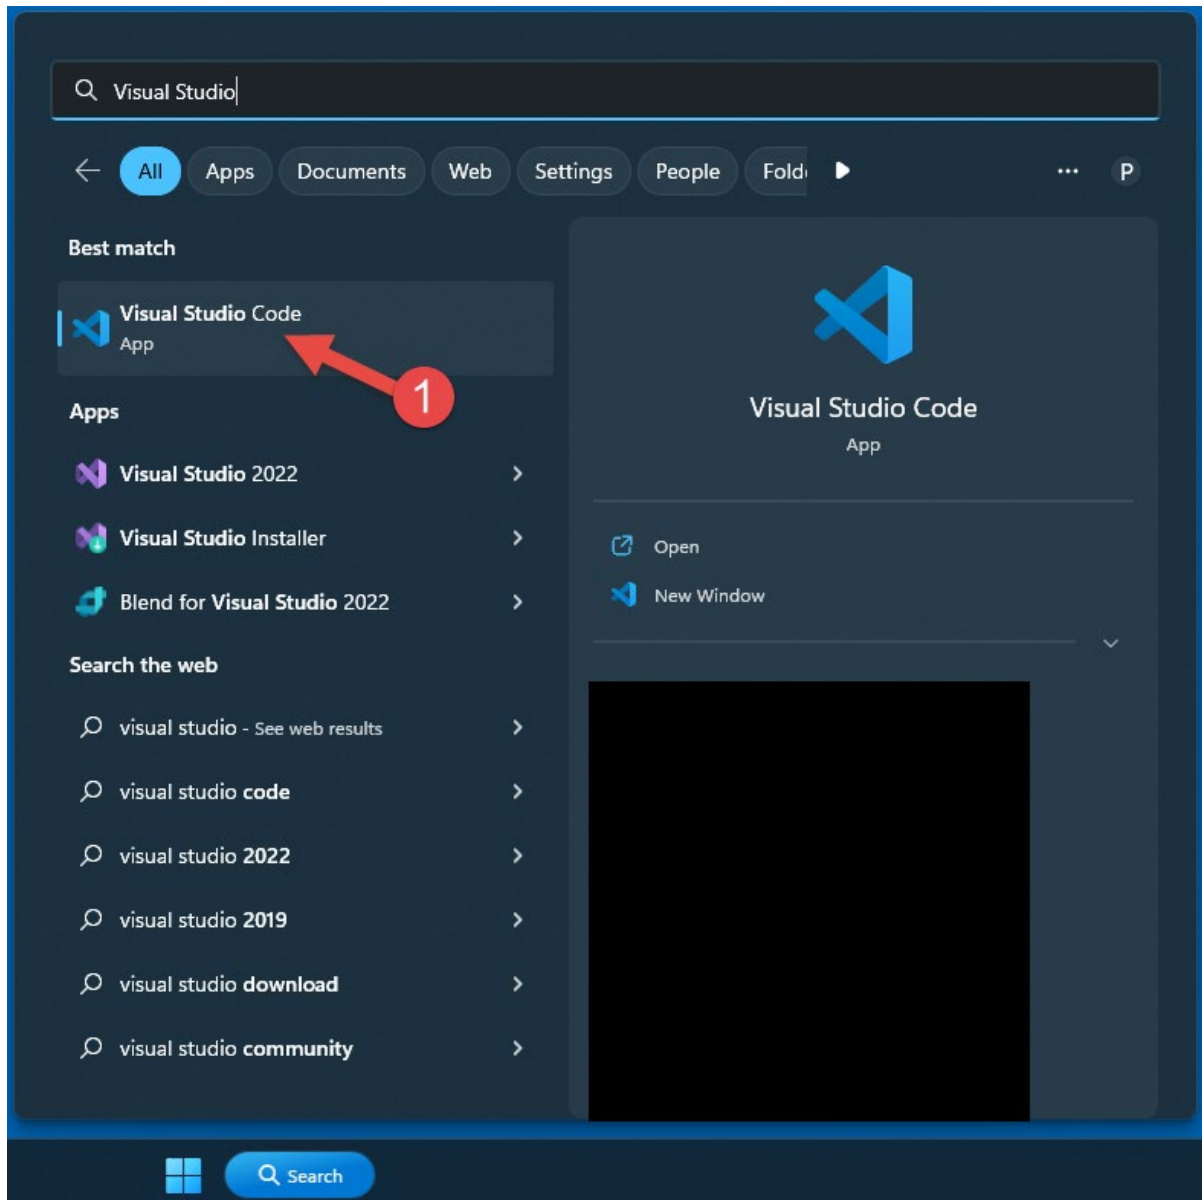 Visual Studio
All Apps Documents Web Settings People Fold P
Best match
Visual Studio Code
App
1
Apps
Visual Studio 2022
Visual Studio Installer
Blend for Visual Studio 2022
Search the web
visual studio - See web results
visual studio code
visual studio 2022
visual studio 2019
visual studio download
visual studio community
Visual Studio Code
App
Open
New Window
Search